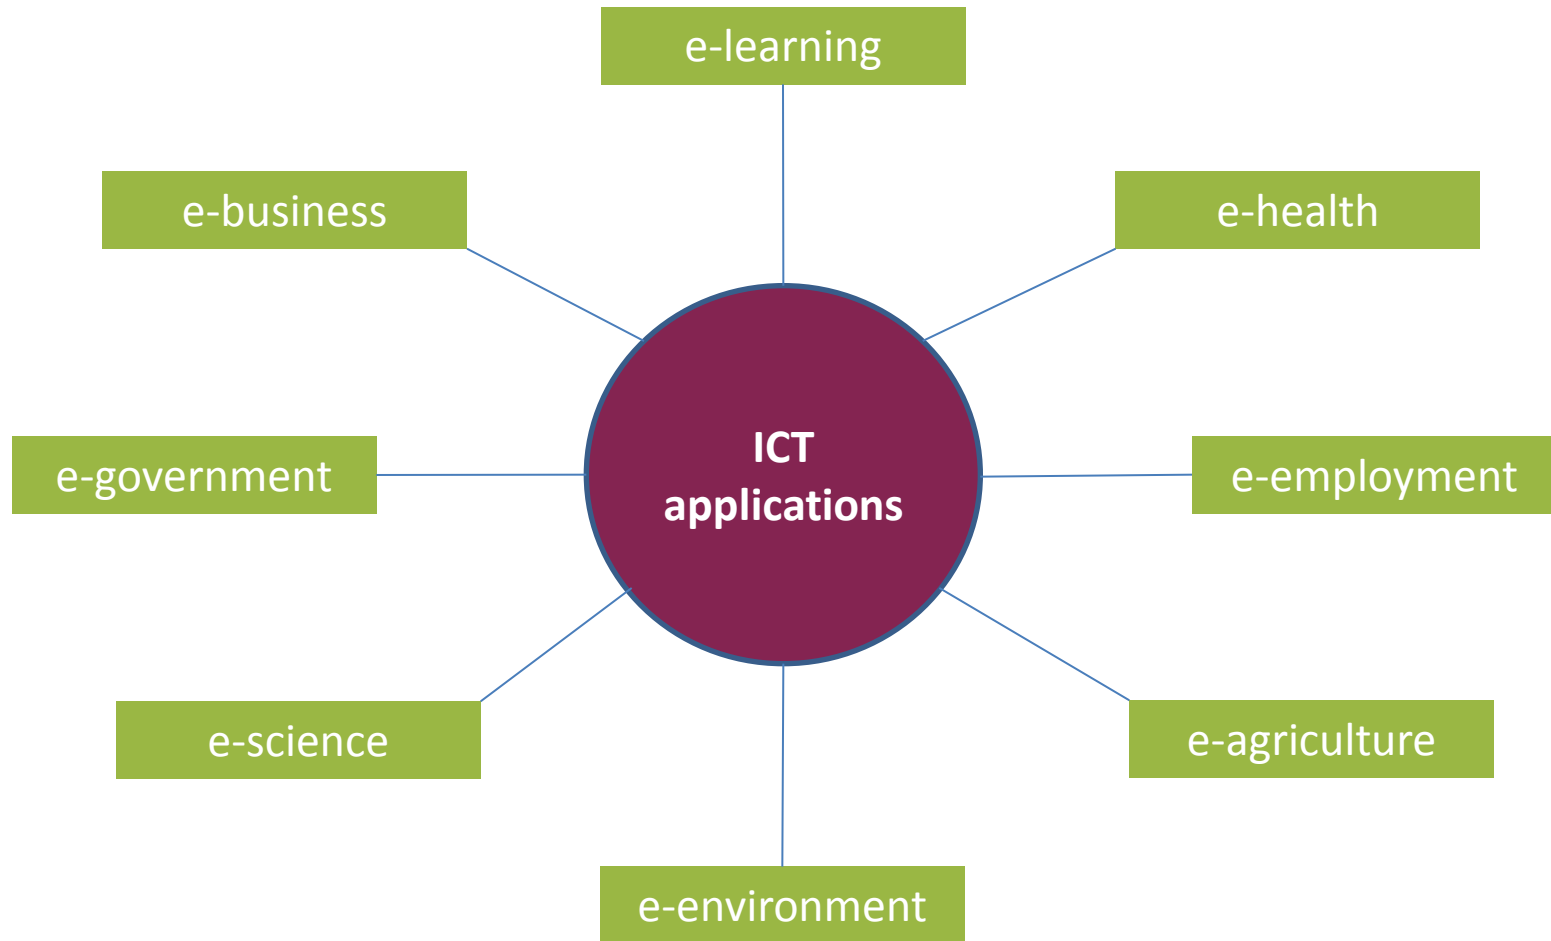 e-learning
e-business
e-health
ICT
applications
e-government
e-employment
e-science
e-agriculture
e-environment